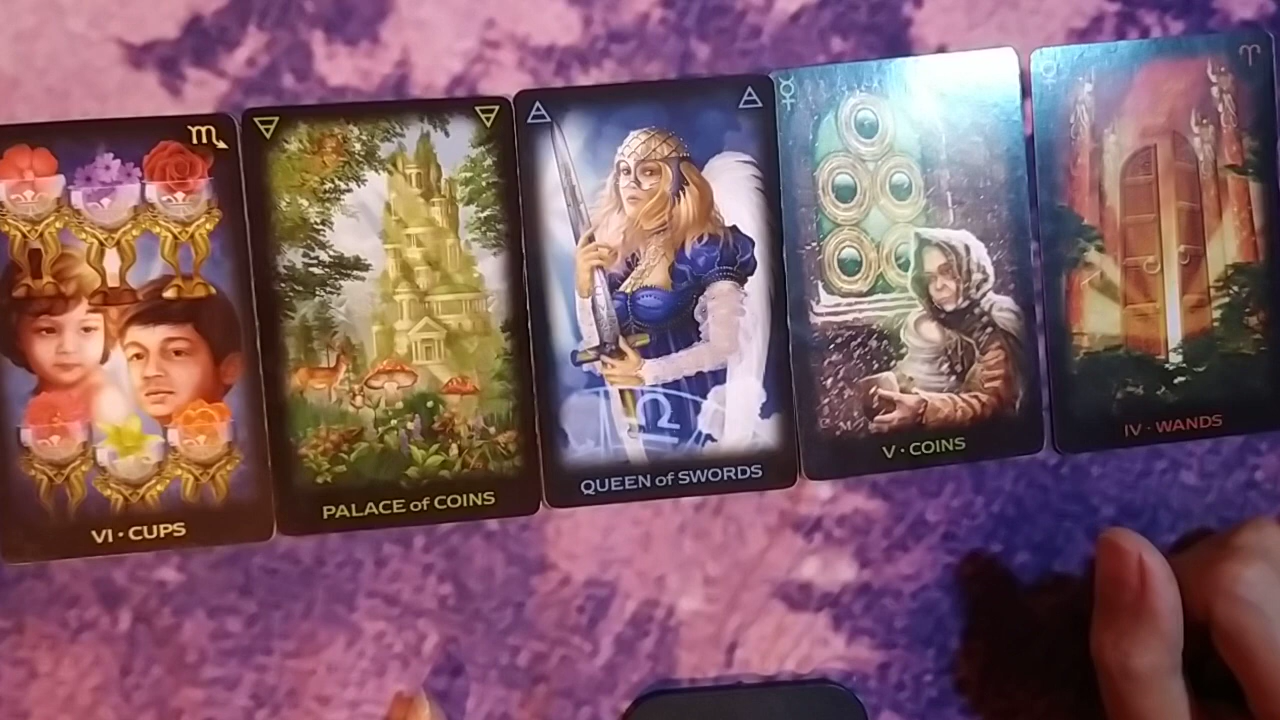 VI · CUPS
PALACE of COINS
QUEEN of SWORDS
V · COINS
IV · WANDS